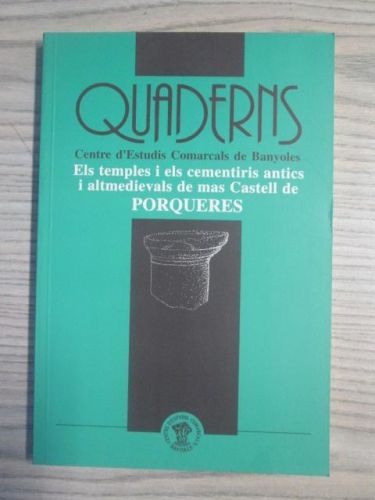 QUADERNS
Centre d'Estudis Comarcals de Banyoles
Els temples i els cementiris antics
i altmedievals de mas Castell de
PORQUERES